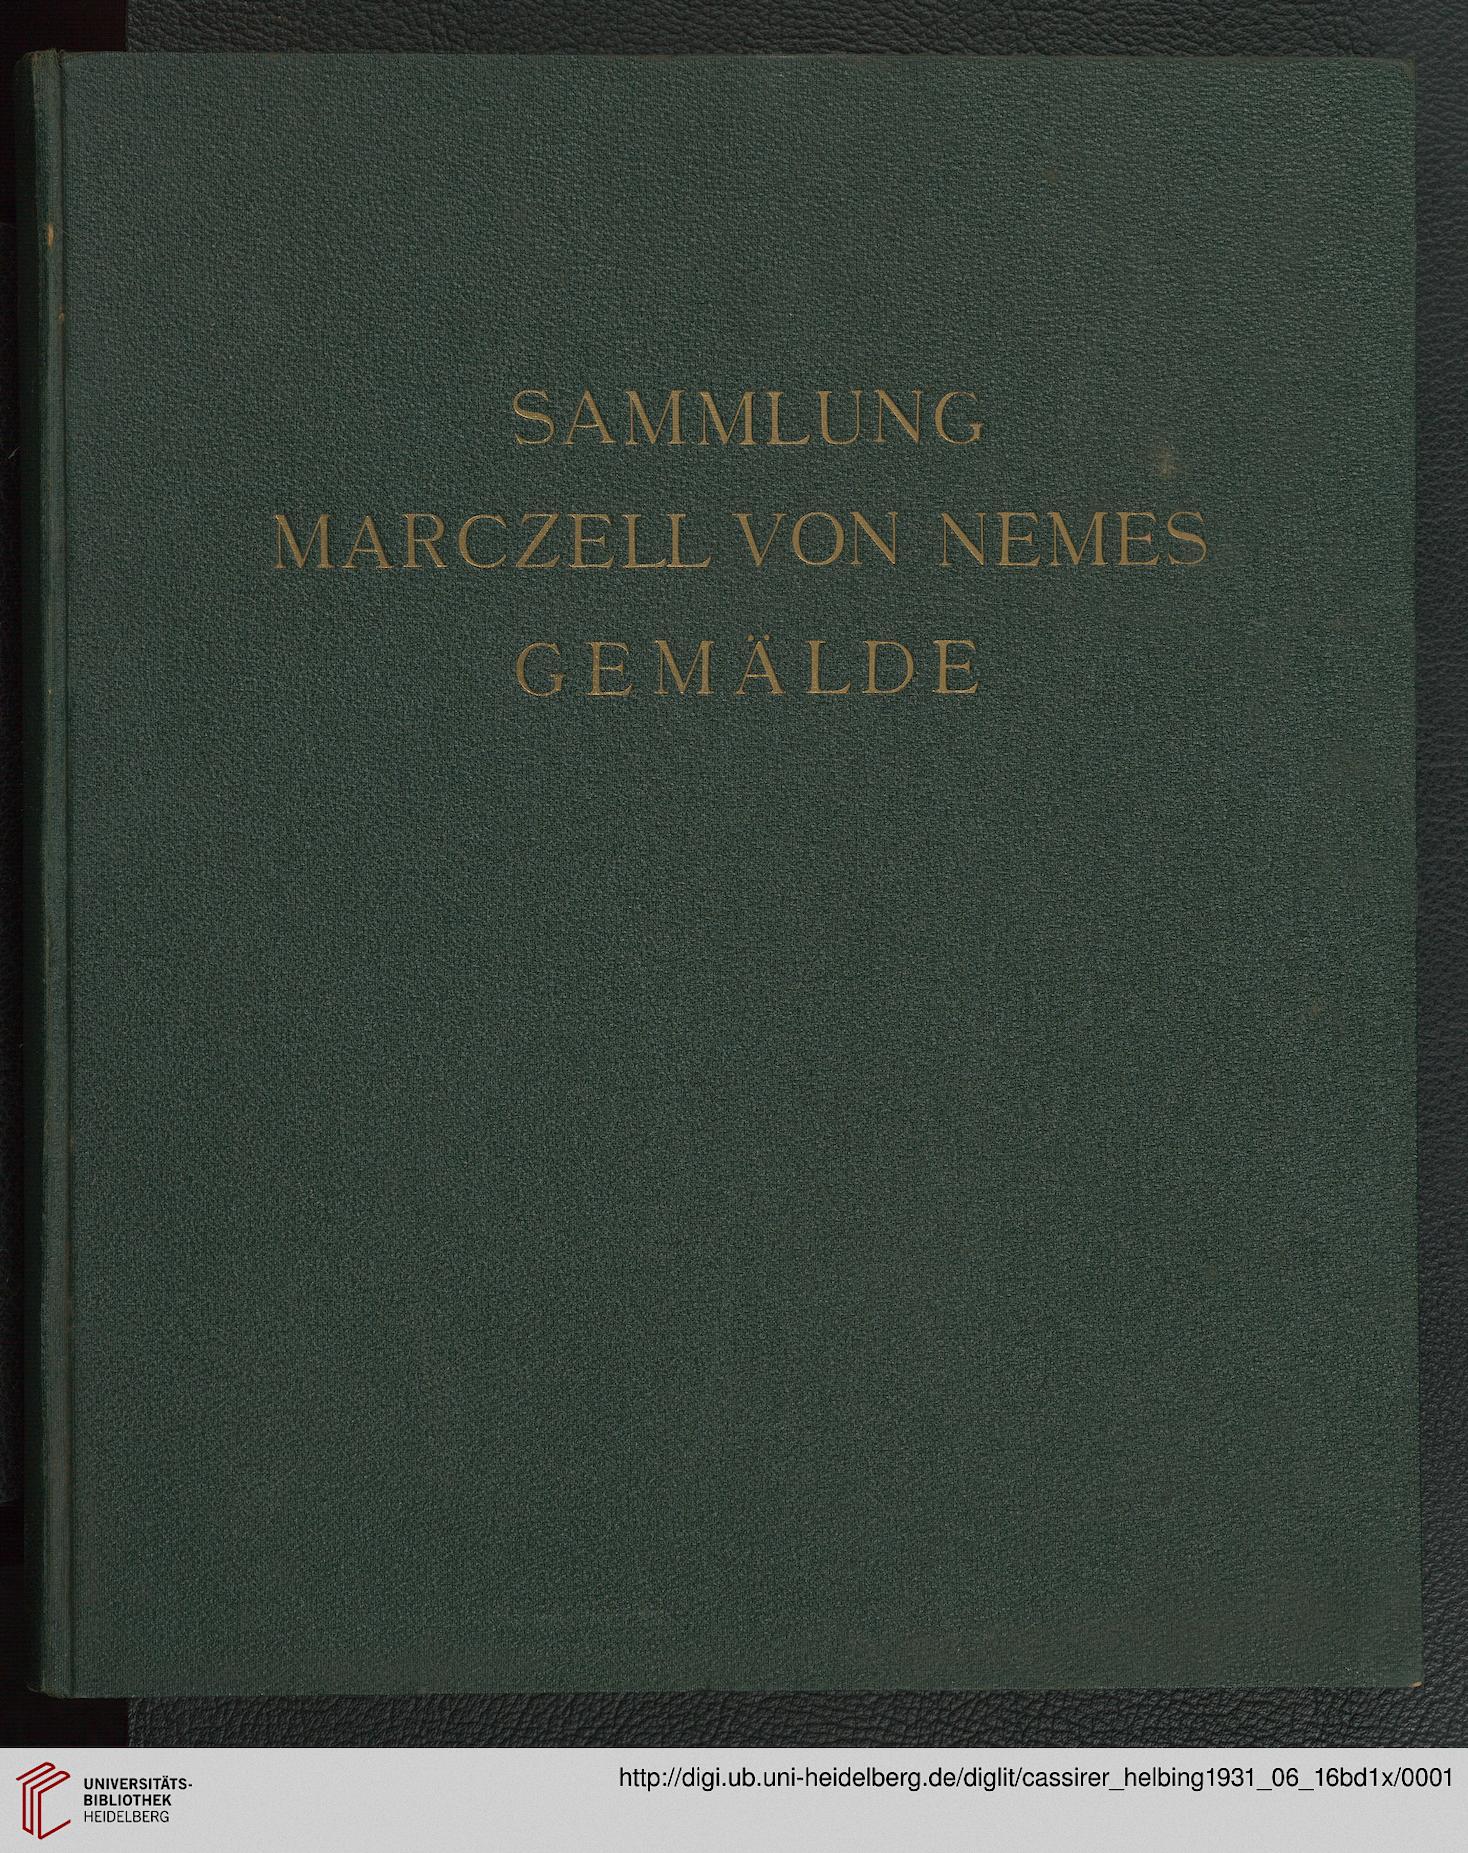 SAMMLUNG
MARCZELL VON NEMES
GEMÄLDE
UNIVERSITÄTS-
BIBLIOTHEK
HEIDELBERG
http://digi.ub.uni-heidelberg.de/diglit/cassirer_helbing1931_06_16bd1x/0001